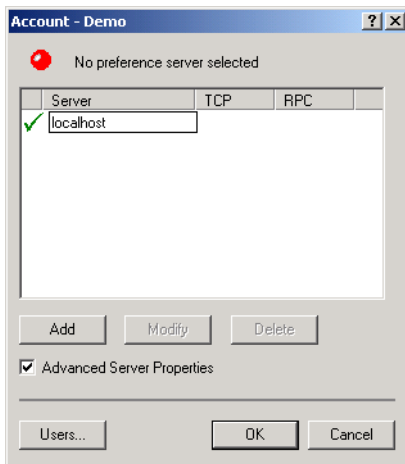 Account - Demo
No preference server selected
Server TCP RPC
localhost
Add Modify Delete
Advanced Server Properties
Users... OK Cancel